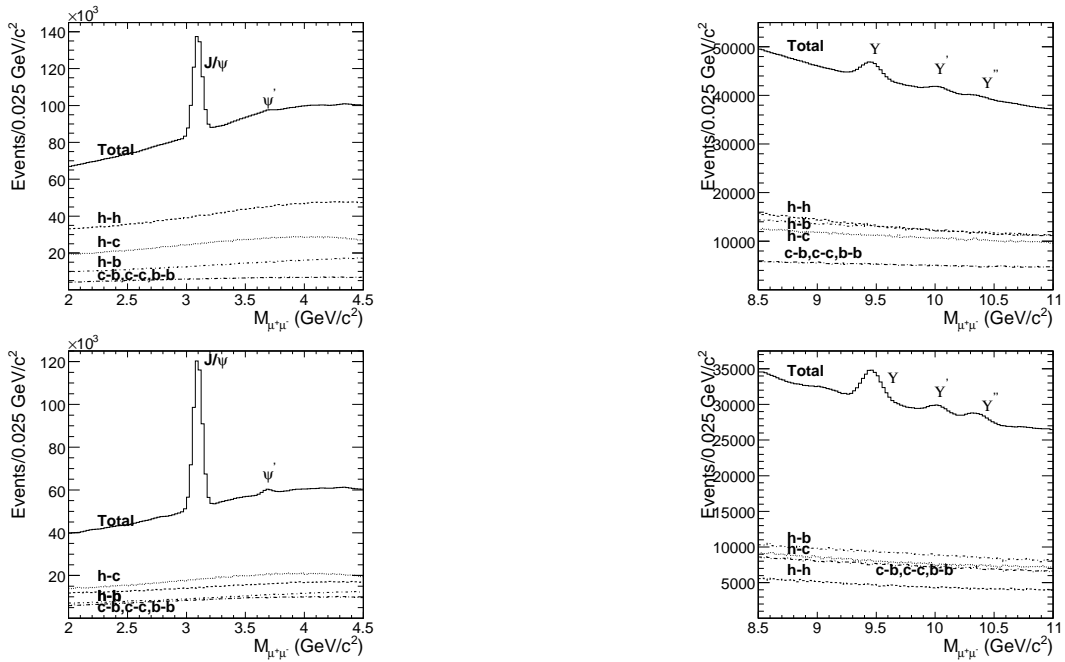 ×10³
Events/0.025 GeV/c²
140
120
100
80
60
40
20
J/ψ
ψ'
Total
h-h
h-c
h-b
c-b,c-c,b-b
2 2.5 3 3.5 4 4.5
M_μ⁺μ⁻ (GeV/c²)
Events/0.025 GeV/c²
50000
40000
30000
20000
10000
Total
Υ
Υ'
Υ''
h-h
h-b
h-c
c-b,c-c,b-b
8.5 9 9.5 10 10.5 11
M_μ⁺μ⁻ (GeV/c²)
×10³
Events/0.025 GeV/c²
120
100
80
60
40
20
J/ψ
ψ'
Total
h-c
h-h
h-b
c-b,c-c,b-b
2 2.5 3 3.5 4 4.5
M_μ⁺μ⁻ (GeV/c²)
Events/0.025 GeV/c²
35000
30000
25000
20000
15000
10000
5000
Total
Υ
Υ'
Υ''
h-b
h-c
h-h
c-b,c-c,b-b
8.5 9 9.5 10 10.5 11
M_μ⁺μ⁻ (GeV/c²)